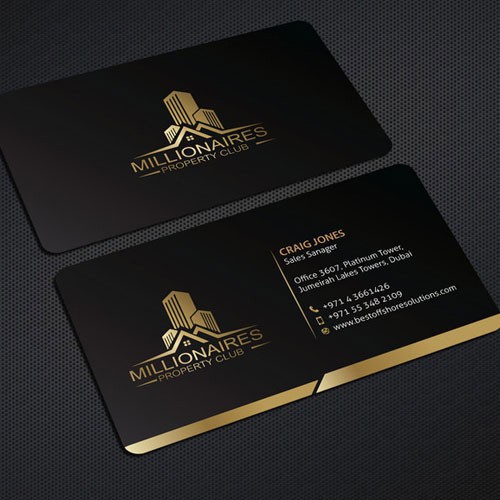 MILLIONAIRES
PROPERTY CLUB
MILLIONAIRES
PROPERTY CLUB
CRAIG JONES
Sales Sanager
Office 3607, Platinum Tower,
Jumeirah Lakes Towers, Dubai
+971 4 3661426
+971 55 348 2109
www.bestoffshoresolutions.com